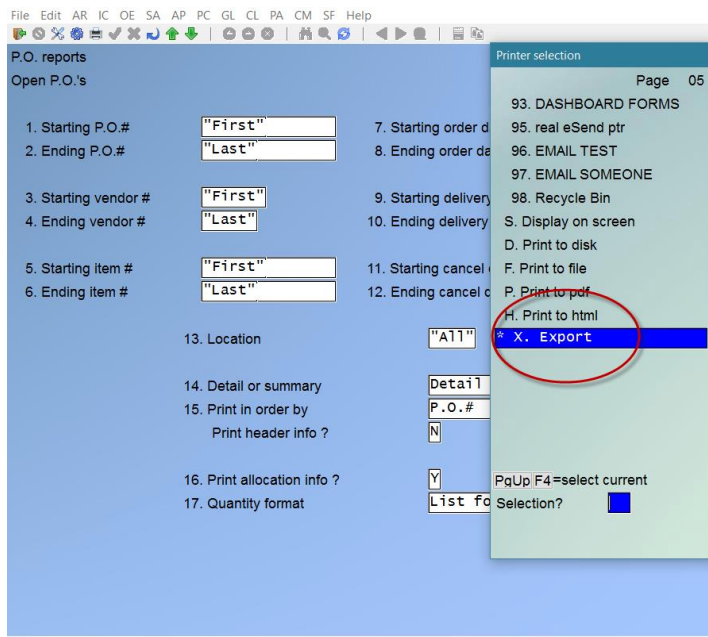 File Edit AR IC OE SA AP PC GL CL PA CM SF Help
P.O. reports
Open P.O.'s
1. Starting P.O.# "First"
2. Ending P.O.# "Last"
3. Starting vendor # "First"
4. Ending vendor # "Last"
5. Starting item # "First"
6. Ending item # "Last"
7. Starting order d
8. Ending order da
9. Starting delivery
10. Ending delivery
11. Starting cancel
12. Ending cancel d
13. Location "All"
14. Detail or summary Detail
15. Print in order by P.O.#
Print header info ? N
16. Print allocation info ? Y
17. Quantity format List fo
Printer selection
Page 05
93. DASHBOARD FORMS
95. real eSend ptr
96. EMAIL TEST
97. EMAIL SOMEONE
98. Recycle Bin
S. Display on screen
D. Print to disk
F. Print to file
P. Print to pdf
H. Print to html
* X. Export
PgUp F4=select current
Selection?